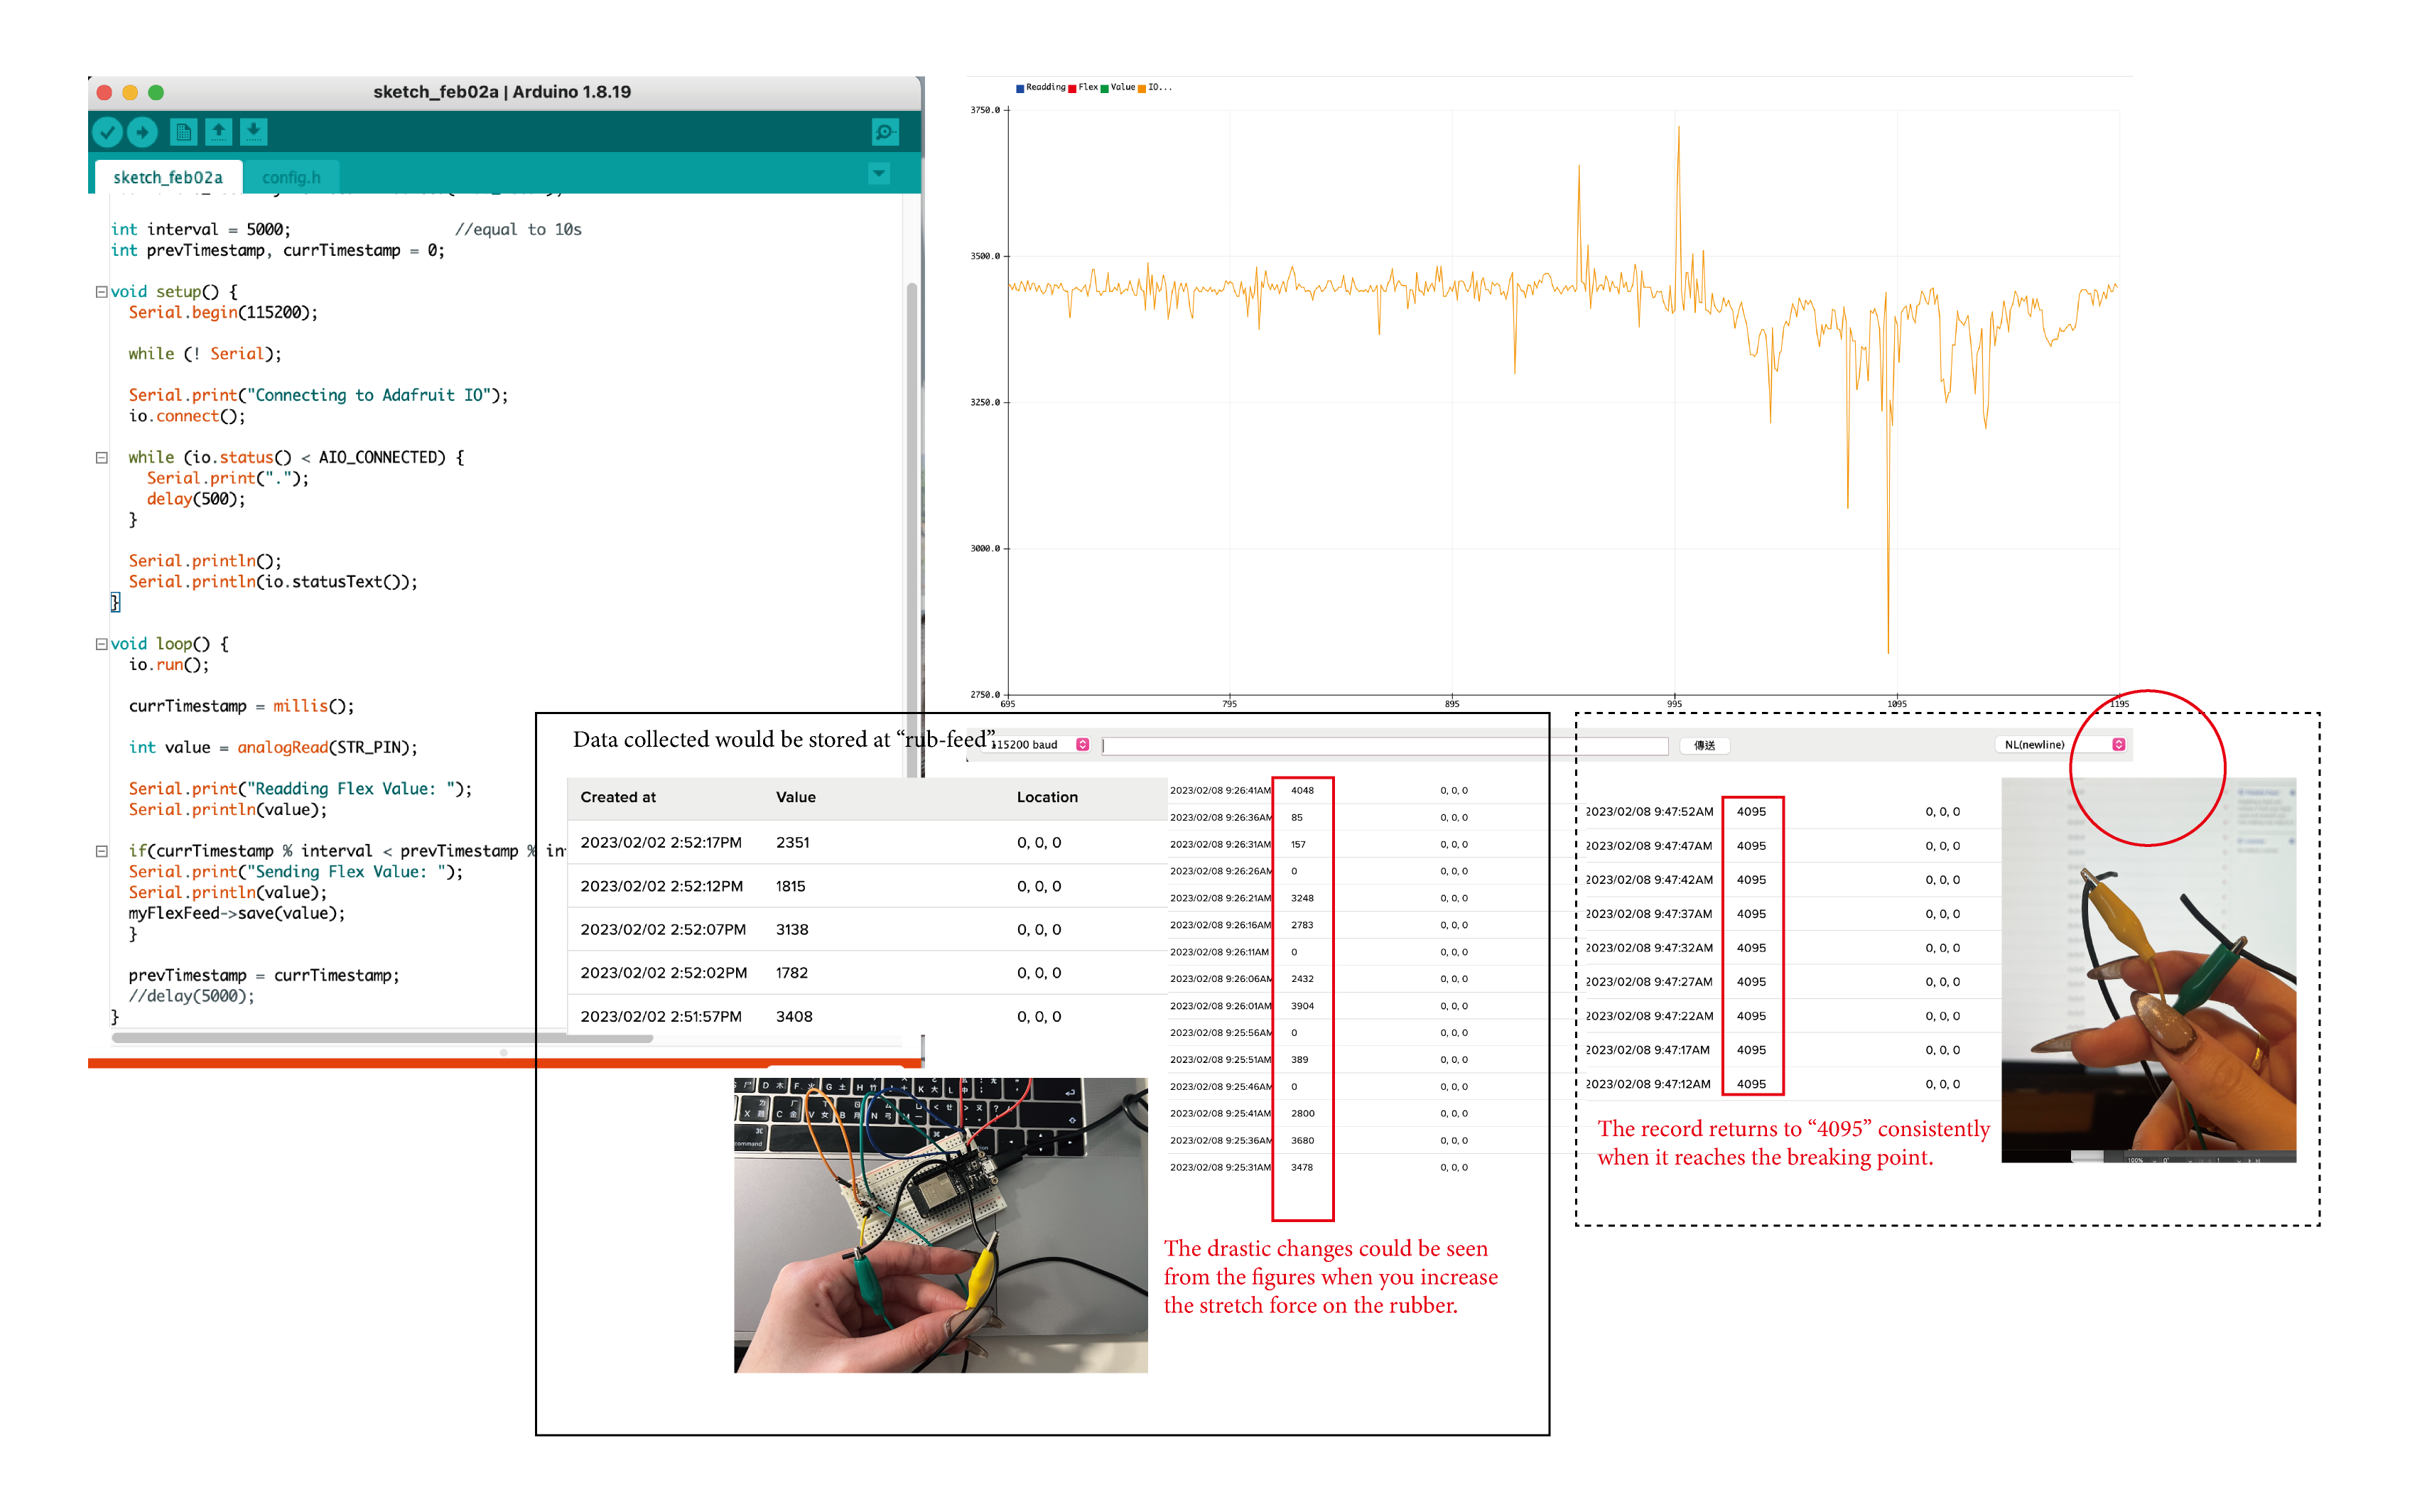 sketch_feb02a | Arduino 1.8.19
sketch_feb02a
config.h
int interval = 5000; //equal to 10s
int prevTimestamp, currTimestamp = 0;
void setup() {
Serial.begin(115200);
while (! Serial);
Serial.print("Connecting to Adafruit IO");
io.connect();
while (io.status() < AIO_CONNECTED) {
Serial.print(".");
delay(500);
}
Serial.println();
Serial.println(io.statusText());
}
void loop() {
io.run();
currTimestamp = millis();
int value = analogRead(STR_PIN);
Serial.print("Readding Flex Value: ");
Serial.println(value);
if(currTimestamp % interval < prevTimestamp % in
Serial.print("Sending Flex Value: ");
Serial.println(value);
myFlexFeed->save(value);
}
prevTimestamp = currTimestamp;
//delay(5000);
}
Readding Flex Value IO...
3750.0
3500.0
3250.0
3000.0
2750.0
695 795 895 995 1095 1195
115200 baud
傳送
NL(newline)
Data collected would be stored at “rub-feed”
Created at Value Location
2023/02/02 2:52:17PM 2351 0, 0, 0
2023/02/02 2:52:12PM 1815 0, 0, 0
2023/02/02 2:52:07PM 3138 0, 0, 0
2023/02/02 2:52:02PM 1782 0, 0, 0
2023/02/02 2:51:57PM 3408 0, 0, 0
2023/02/08 9:26:41AM 4048 0, 0, 0
2023/02/08 9:26:36AM 85 0, 0, 0
2023/02/08 9:26:31AM 157 0, 0, 0
2023/02/08 9:26:26AM 0 0, 0, 0
2023/02/08 9:26:21AM 3248 0, 0, 0
2023/02/08 9:26:16AM 2783 0, 0, 0
2023/02/08 9:26:11AM 0 0, 0, 0
2023/02/08 9:26:06AM 2432 0, 0, 0
2023/02/08 9:26:01AM 3904 0, 0, 0
2023/02/08 9:25:56AM 0 0, 0, 0
2023/02/08 9:25:51AM 389 0, 0, 0
2023/02/08 9:25:46AM 0 0, 0, 0
2023/02/08 9:25:41AM 2800 0, 0, 0
2023/02/08 9:25:36AM 3680 0, 0, 0
2023/02/08 9:25:31AM 3478 0, 0, 0
The drastic changes could be seen
from the figures when you increase
the stretch force on the rubber.
2023/02/08 9:47:52AM 4095 0, 0, 0
2023/02/08 9:47:47AM 4095 0, 0, 0
2023/02/08 9:47:42AM 4095 0, 0, 0
2023/02/08 9:47:37AM 4095 0, 0, 0
2023/02/08 9:47:32AM 4095 0, 0, 0
2023/02/08 9:47:27AM 4095 0, 0, 0
2023/02/08 9:47:22AM 4095 0, 0, 0
2023/02/08 9:47:17AM 4095 0, 0, 0
2023/02/08 9:47:12AM 4095 0, 0, 0
The record returns to “4095” consistently
when it reaches the breaking point.